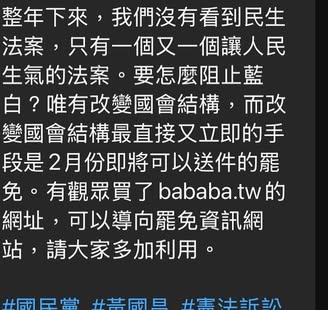 整年下來，我們沒有看到民生
法案，只有一個又一個讓人民
生氣的法案。要怎麼阻止藍
白？唯有改變國會結構，而改
變國會結構最直接又立即的手
段是2月份即將可以送件的罷
免。有觀眾買了bababa.tw的
網址，可以導向罷免資訊網
站，請大家多加利用。
#國民黨 #黃國昌 #憲法訴訟